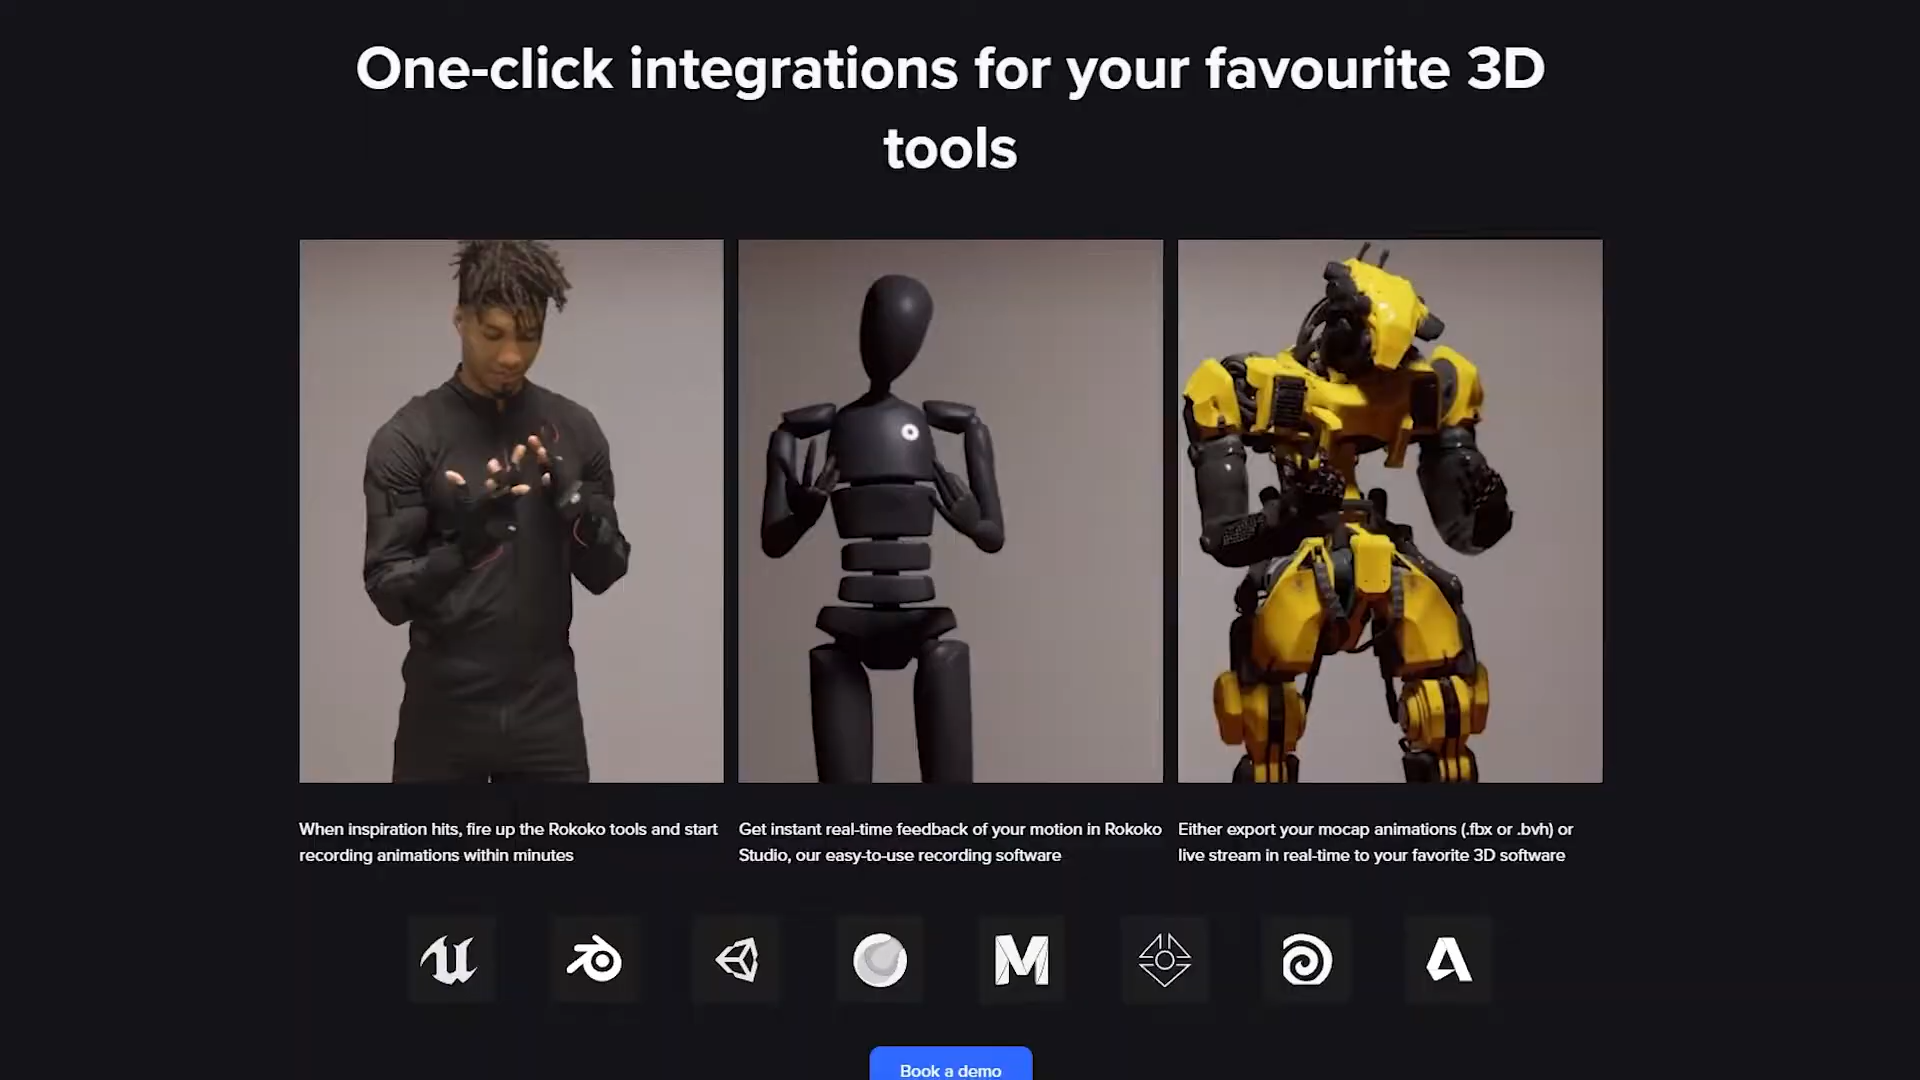 One-click integrations for your favourite 3D
tools
When inspiration hits, fire up the Rokoko tools and start
recording animations within minutes
Get instant real-time feedback of your motion in Rokoko
Studio, our easy-to-use recording software
Either export your mocap animations (.fbx or .bvh) or
live stream in real-time to your favorite 3D software
Book a demo